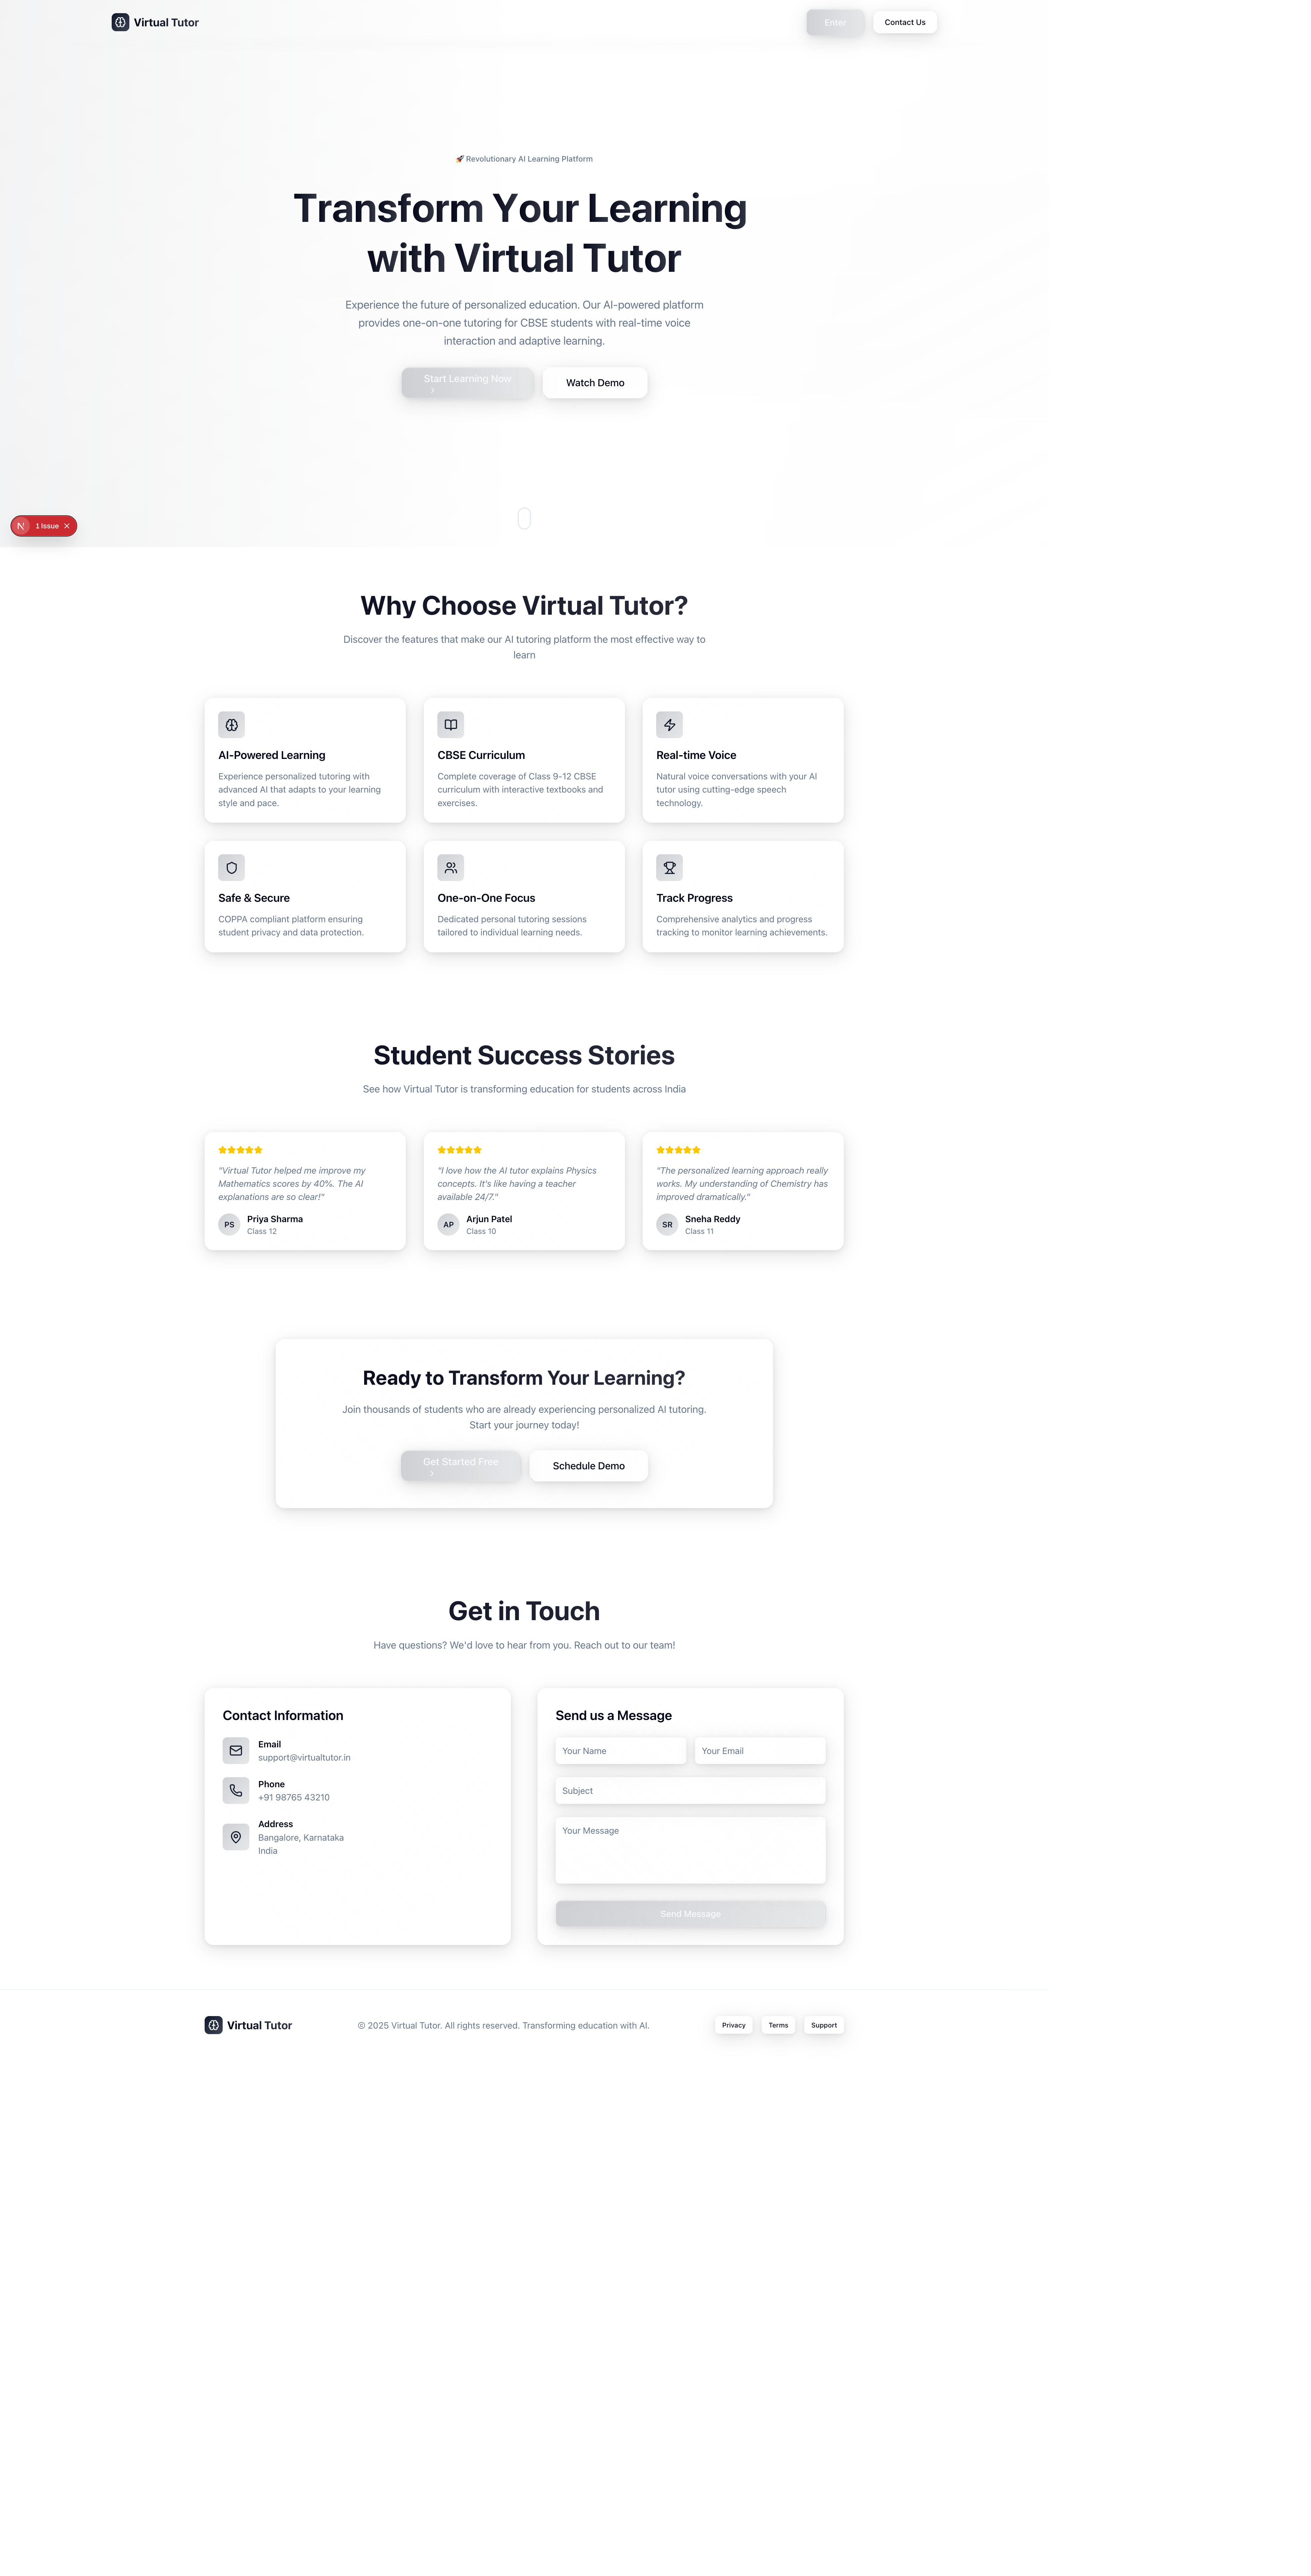 Virtual Tutor
Enter
Contact Us
🚀 Revolutionary AI Learning Platform
Transform Your Learning
with Virtual Tutor
Experience the future of personalized education. Our AI-powered platform
provides one-on-one tutoring for CBSE students with real-time voice
interaction and adaptive learning.
Start Learning Now
Watch Demo
N
1 Issue
Why Choose Virtual Tutor?
Discover the features that make our AI tutoring platform the most effective way to
learn
AI-Powered Learning
Experience personalized tutoring with
advanced AI that adapts to your learning
style and pace.
CBSE Curriculum
Complete coverage of Class 9-12 CBSE
curriculum with interactive textbooks and
exercises.
Real-time Voice
Natural voice conversations with your AI
tutor using cutting-edge speech
technology.
Safe & Secure
COPPA compliant platform ensuring
student privacy and data protection.
One-on-One Focus
Dedicated personal tutoring sessions
tailored to individual learning needs.
Track Progress
Comprehensive analytics and progress
tracking to monitor learning achievements.
Student Success Stories
See how Virtual Tutor is transforming education for students across India
"Virtual Tutor helped me improve my
Mathematics scores by 40%. The AI
explanations are so clear!"
PS
Priya Sharma
Class 12
"I love how the AI tutor explains Physics
concepts. It's like having a teacher
available 24/7."
AP
Arjun Patel
Class 10
"The personalized learning approach really
works. My understanding of Chemistry has
improved dramatically."
SR
Sneha Reddy
Class 11
Ready to Transform Your Learning?
Join thousands of students who are already experiencing personalized AI tutoring.
Start your journey today!
Get Started Free
Schedule Demo
Get in Touch
Have questions? We'd love to hear from you. Reach out to our team!
Contact Information
Email
support@virtualtutor.in
Phone
+91 98765 43210
Address
Bangalore, Karnataka
India
Send us a Message
Your Name
Your Email
Subject
Your Message
Send Message
Virtual Tutor
© 2025 Virtual Tutor. All rights reserved. Transforming education with AI.
Privacy
Terms
Support